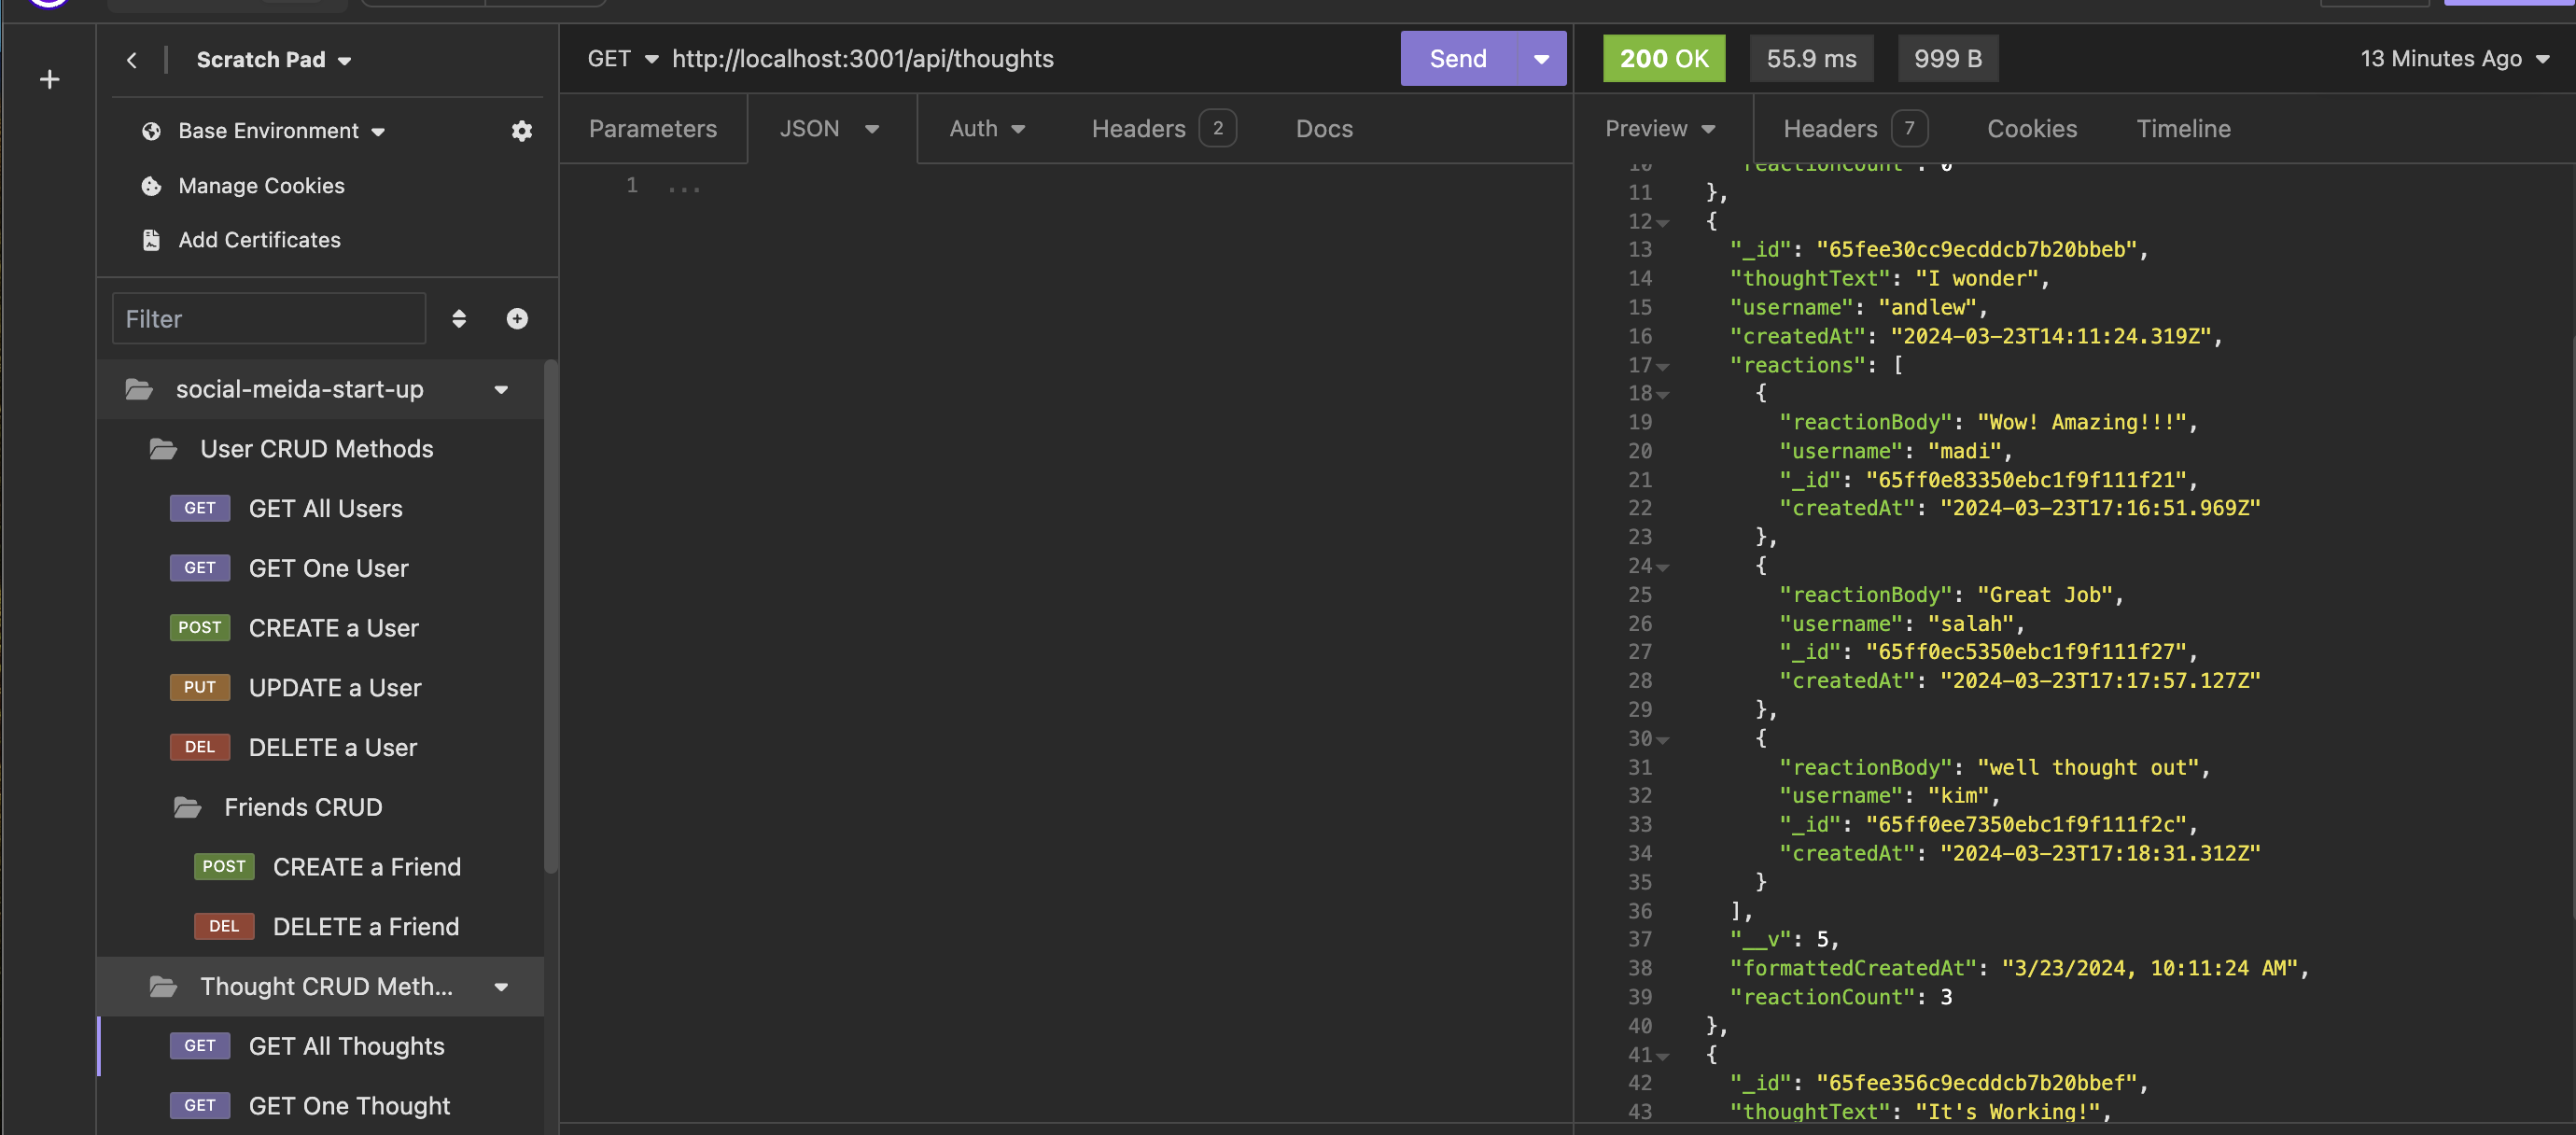 Scratch Pad
Base Environment
Manage Cookies
Add Certificates
Filter
social-meida-start-up
User CRUD Methods
GET GET All Users
GET GET One User
POST CREATE a User
PUT UPDATE a User
DEL DELETE a User
Friends CRUD
POST CREATE a Friend
DEL DELETE a Friend
Thought CRUD Meth...
GET GET All Thoughts
GET GET One Thought
GET http://localhost:3001/api/thoughts Send
Parameters JSON Auth Headers 2 Docs
1 ...
200 OK 55.9 ms 999 B 13 Minutes Ago
Preview Headers 7 Cookies Timeline
10 "reactionCount": 0
11 },
12 {
13 "_id": "65fee30cc9ecddcb7b20bbeb",
14 "thoughtText": "I wonder",
15 "username": "andlew",
16 "createdAt": "2024-03-23T14:11:24.319Z",
17 "reactions": [
18 {
19 "reactionBody": "Wow! Amazing!!!",
20 "username": "madi",
21 "_id": "65ff0e83350ebc1f9f111f21",
22 "createdAt": "2024-03-23T17:16:51.969Z"
23 },
24 {
25 "reactionBody": "Great Job",
26 "username": "salah",
27 "_id": "65ff0ec5350ebc1f9f111f27",
28 "createdAt": "2024-03-23T17:17:57.127Z"
29 },
30 {
31 "reactionBody": "well thought out",
32 "username": "kim",
33 "_id": "65ff0ee7350ebc1f9f111f2c",
34 "createdAt": "2024-03-23T17:18:31.312Z"
35 }
36 ],
37 "__v": 5,
38 "formattedCreatedAt": "3/23/2024, 10:11:24 AM",
39 "reactionCount": 3
40 },
41 {
42 "_id": "65fee356c9ecddcb7b20bbef",
43 "thoughtText": "It's Working!",